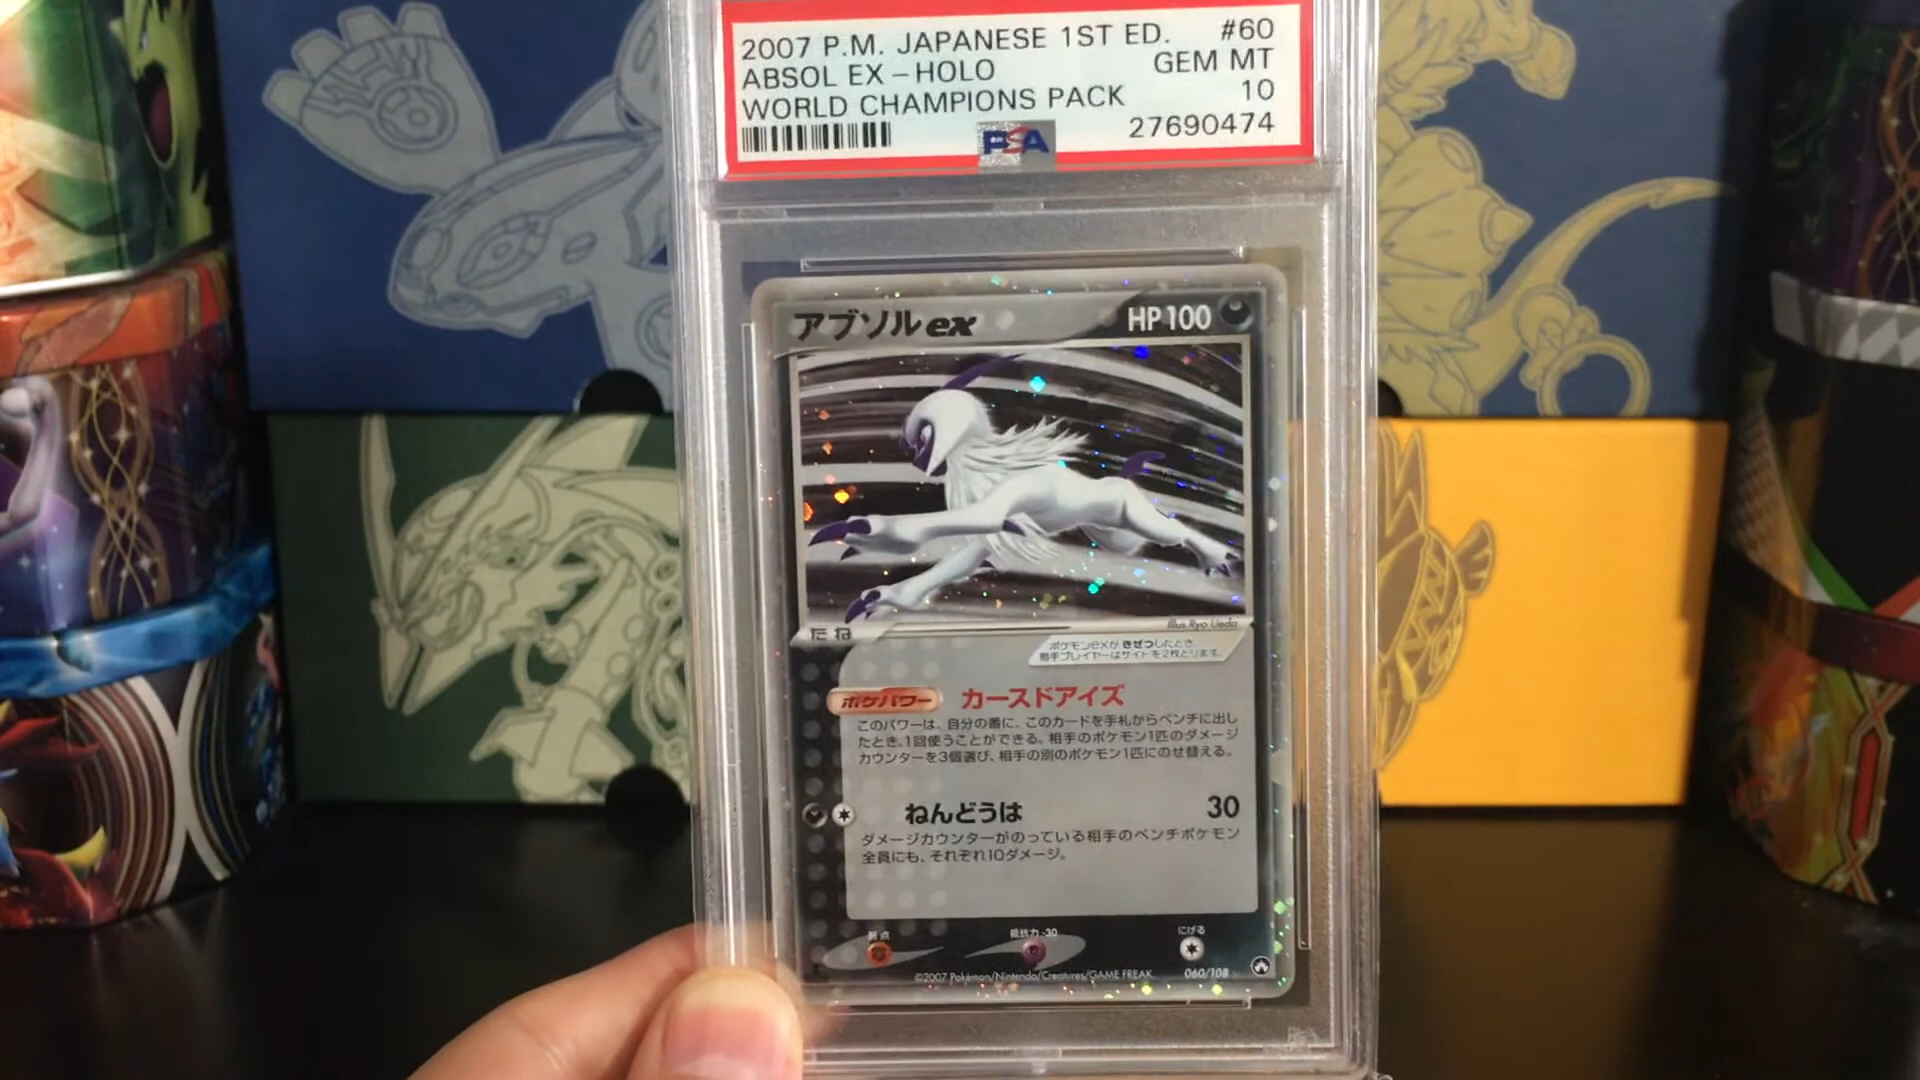 2007 P.M. JAPANESE 1ST ED. #60
ABSOL EX - HOLO GEM MT
WORLD CHAMPIONS PACK 10
27690474
PSA
アブソルex HP100
たね
Illus. Ryo Ueda
ポケモンexがきぜつしたとき、
相手プレイヤーはサイドを2枚とります。
ポケパワー カースドアイズ
このパワーは、自分の番に、このカードを手札からベンチに出し
たとき、1回使うことができる。相手のポケモン1匹のダメージ
カウンターを3個選び、相手の別のポケモン1匹にのせ替える。
ねんどうは 30
ダメージカウンターがのっている相手のベンチポケモン
全員にも、それぞれ10ダメージ。
弱点 抵抗力 -30 にげる
©2007 Pokémon/Nintendo/Creatures/GAME FREAK. 060/108